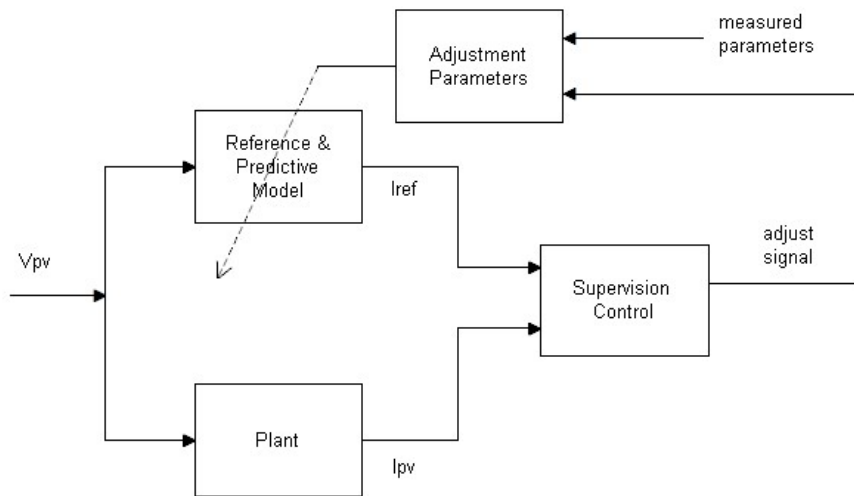 measured
parameters
Adjustment
Parameters
Reference &
Predictive
Model
Iref
Vpv
adjust
signal
Supervision
Control
Plant
Ipv